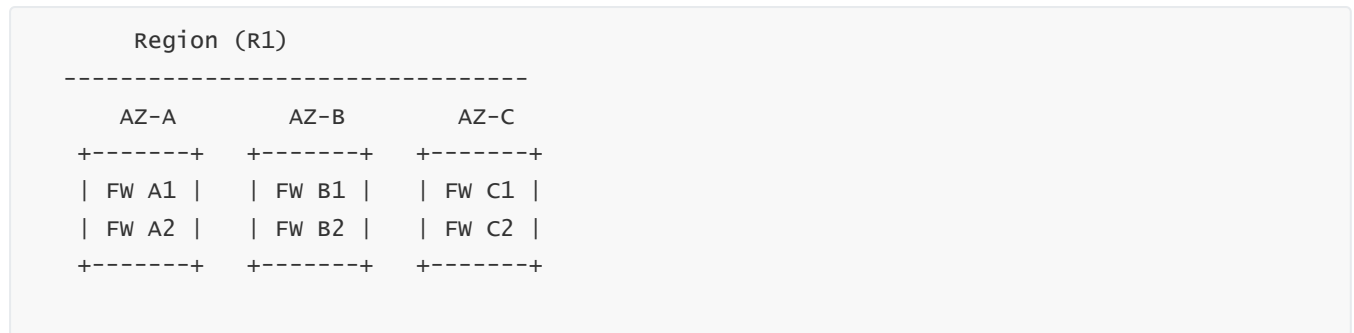 Region (R1)
---------------------------------
    AZ-A        AZ-B        AZ-C
 +-------+   +-------+   +-------+
 | FW A1 |   | FW B1 |   | FW C1 |
 | FW A2 |   | FW B2 |   | FW C2 |
 +-------+   +-------+   +-------+